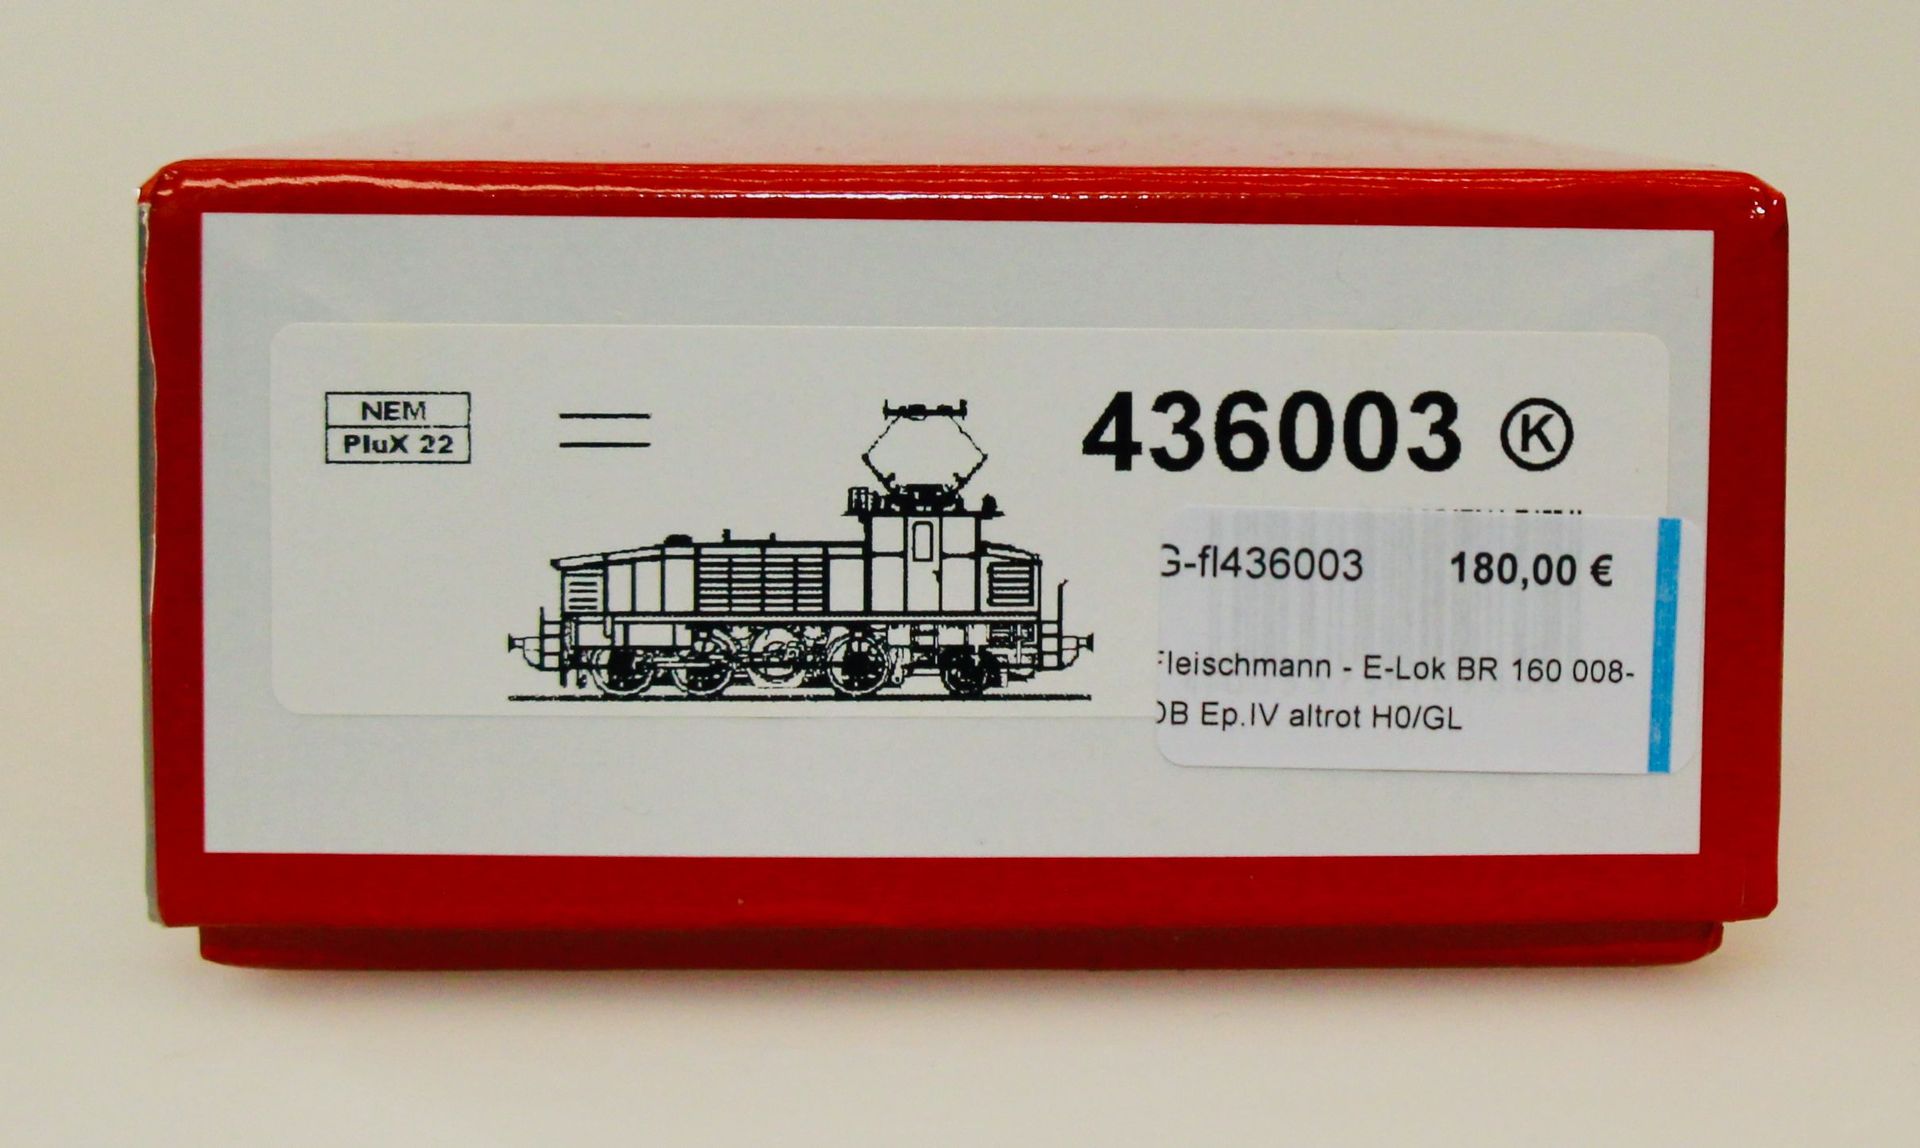 NEM
PluX 22
436003 Ⓚ
G-fl436003 180,00 €
Fleischmann - E-Lok BR 160 008-
DB Ep.IV altrot H0/GL